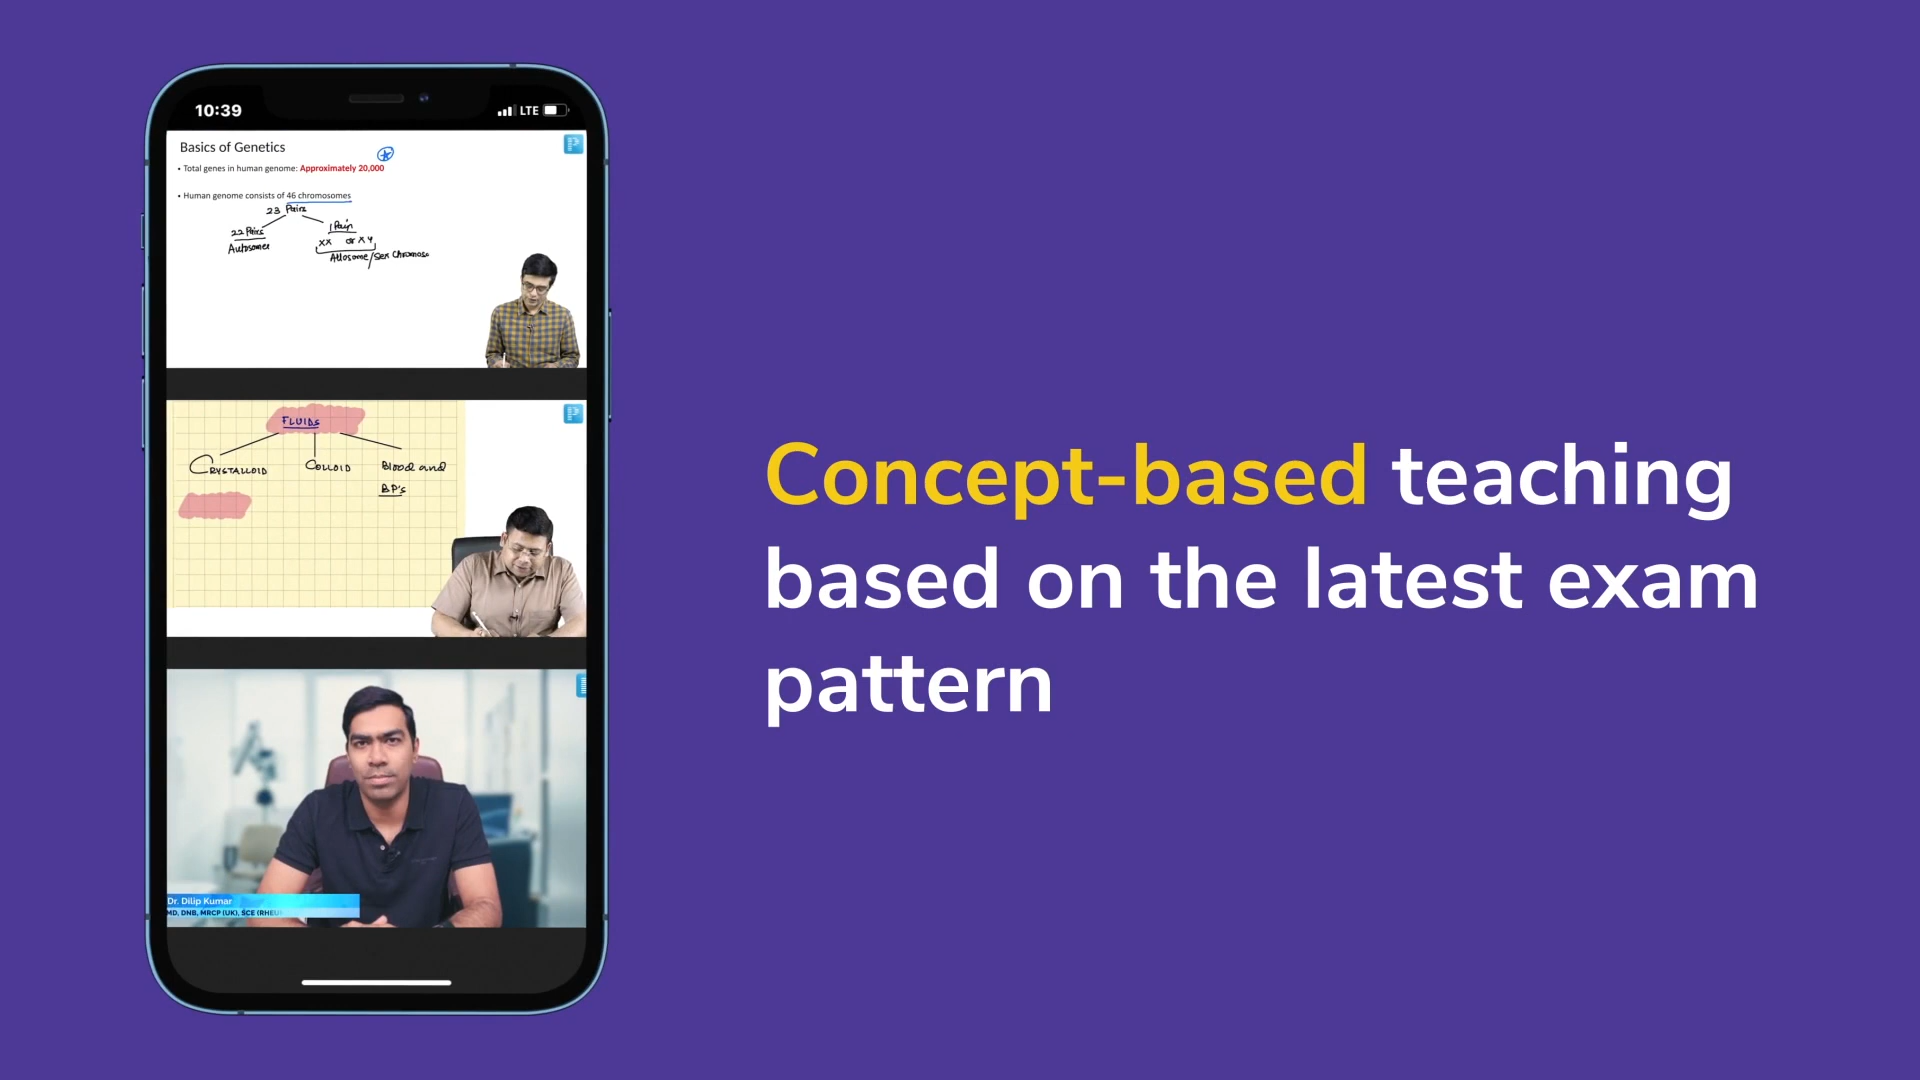 10:39
LTE
Basics of Genetics
• Total genes in human genome: Approximately 20,000
• Human genome consists of 46 chromosomes
23 Pairs
22 Pairs
Autosomes
1 Pair
XX or XY
Allosome/Sex Chromoso
FLUIDS
CRYSTALLOID
COLLOID
Blood and
BP's
Dr. Dilip Kumar
MD, DNB, MRCP (UK), SCE (RHEU)
Concept-based teaching
based on the latest exam
pattern